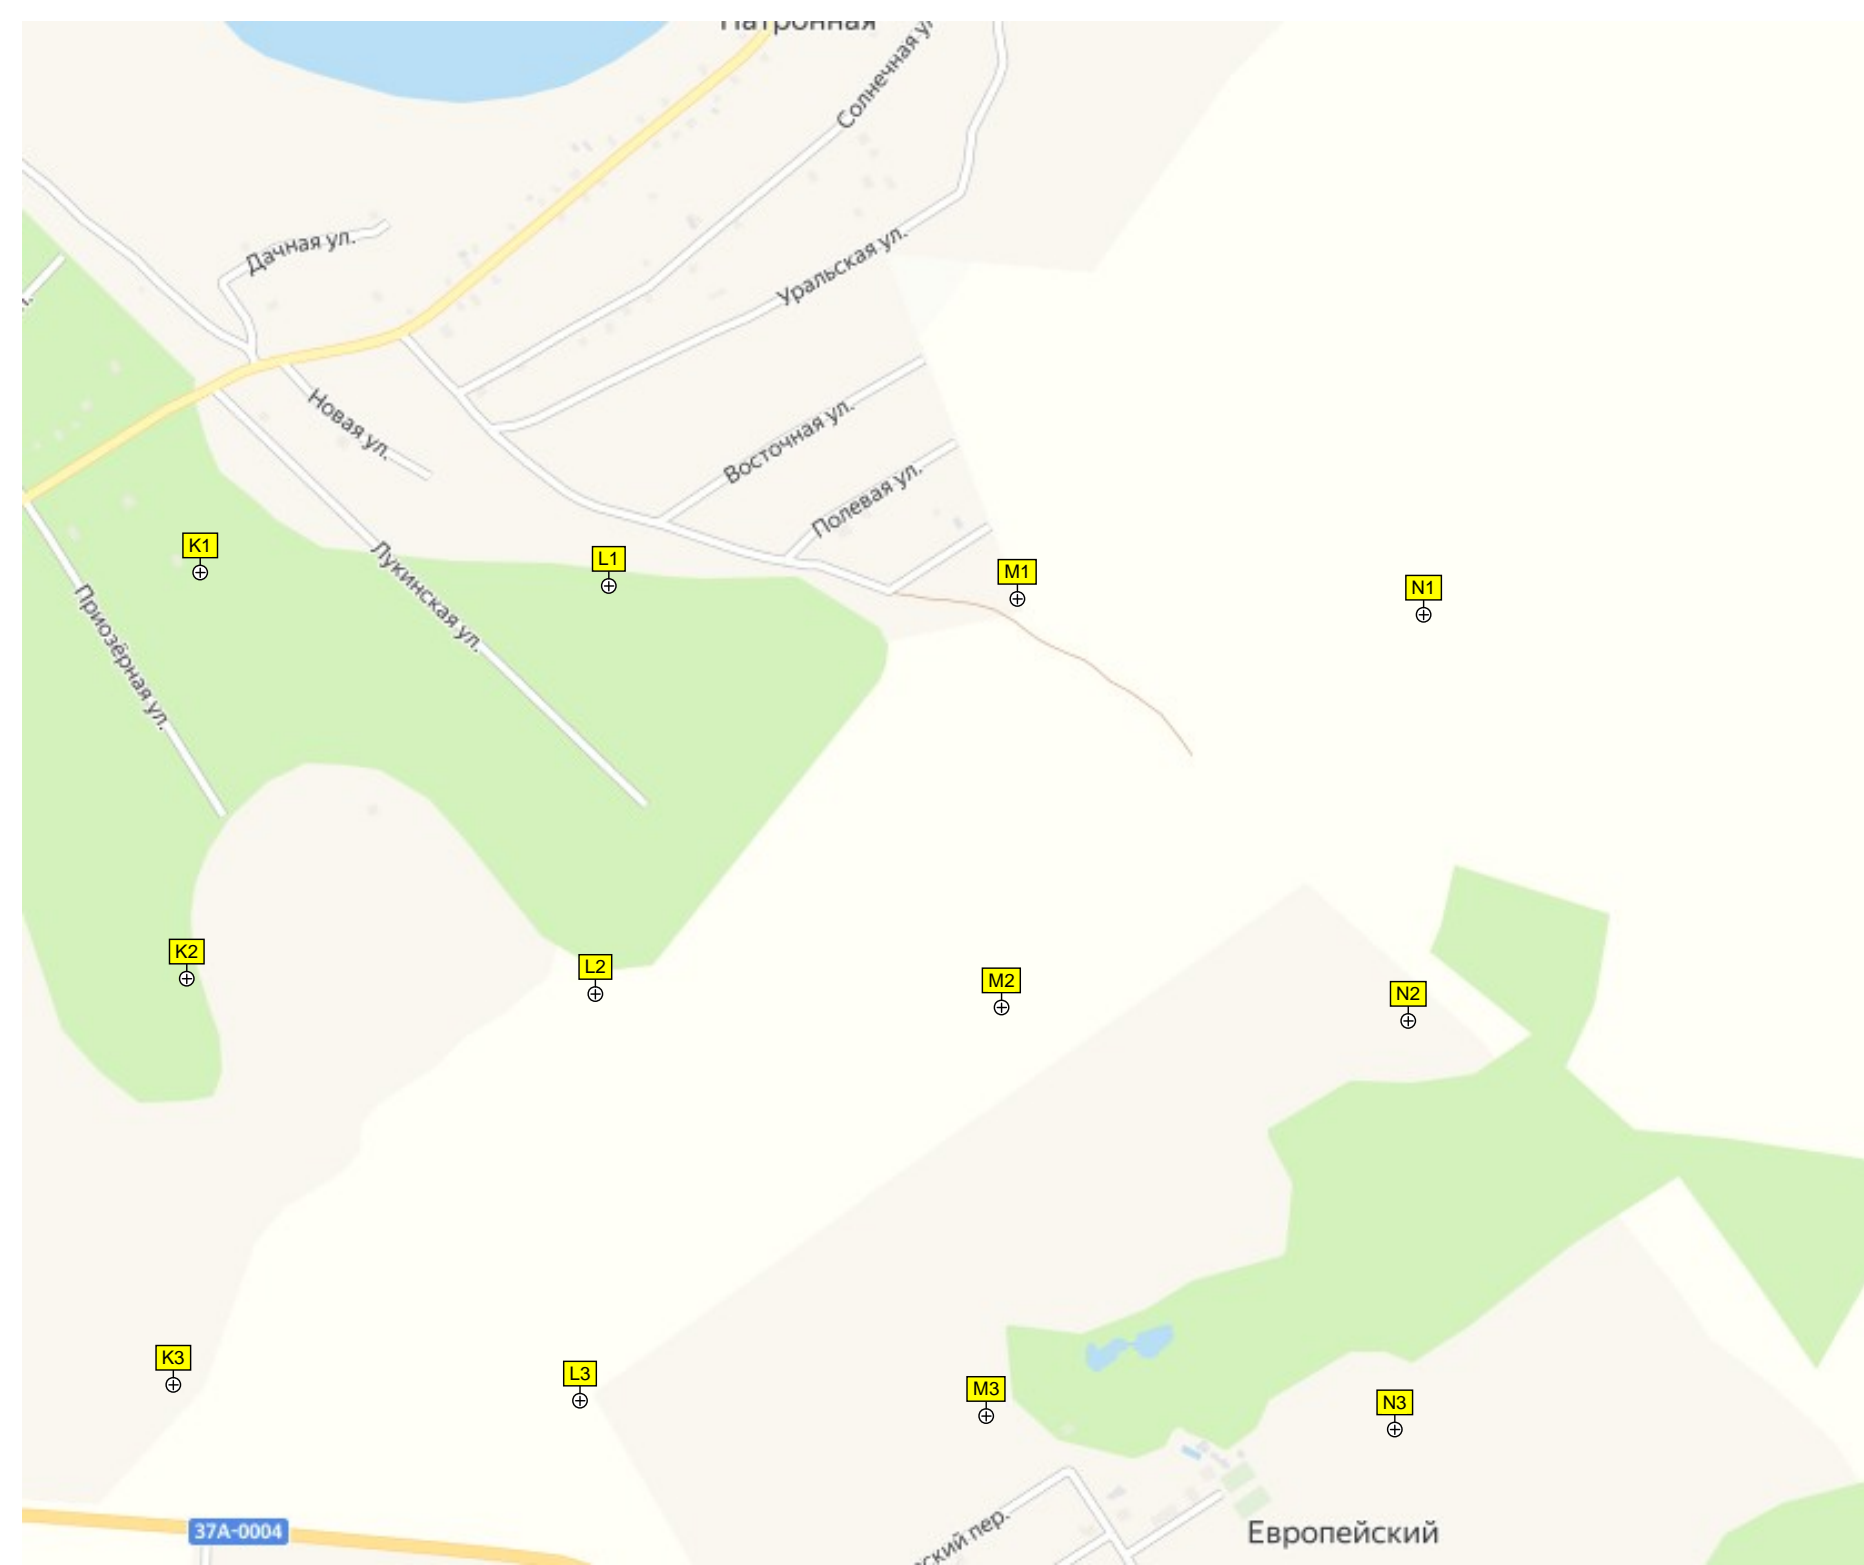 Патронная
Солнечная ул.
Дачная ул.
Уральская ул.
Новая ул.
Восточная ул.
Полевая ул.
Лукинская ул.
Приозёрная ул.
K1
L1
M1
N1
K2
L2
M2
N2
K3
L3
M3
N3
37А-0004
ский пер.
Европейский